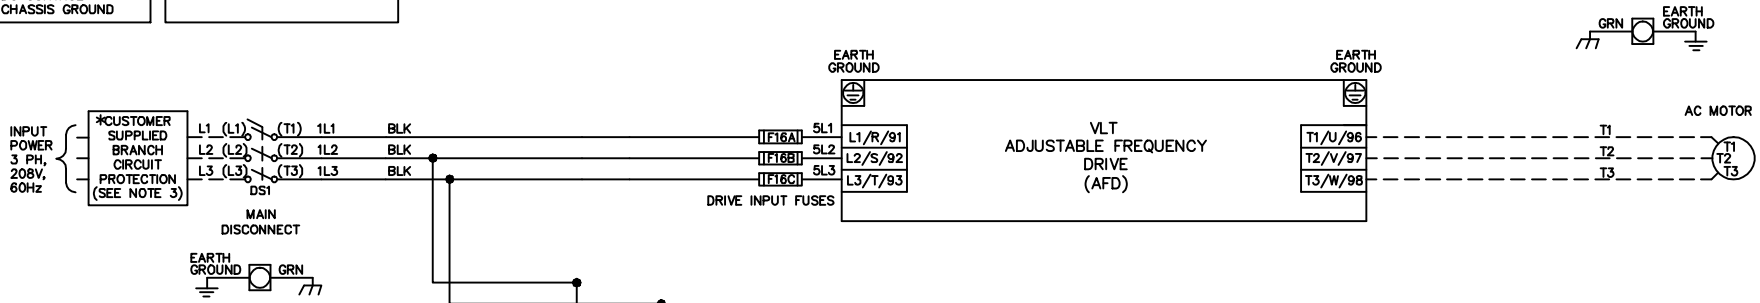 CHASSIS GROUND
GRN
EARTH
GROUND
EARTH
GROUND
EARTH
GROUND
AC MOTOR
INPUT
POWER
3 PH,
208V,
60Hz
*CUSTOMER
SUPPLIED
BRANCH
CIRCUIT
PROTECTION
(SEE NOTE 3)
L1 (L1) (T1) 1L1 BLK F16A 5L1 L1/R/91
L2 (L2) (T2) 1L2 BLK F16B 5L2 L2/S/92
L3 (L3) (T3) 1L3 BLK F16C 5L3 L3/T/93
DS1
MAIN
DISCONNECT
DRIVE INPUT FUSES
VLT
ADJUSTABLE FREQUENCY
DRIVE
(AFD)
T1/U/96 T1 T1
T2/V/97 T2 T2
T3/W/98 T3 T3
EARTH
GROUND GRN